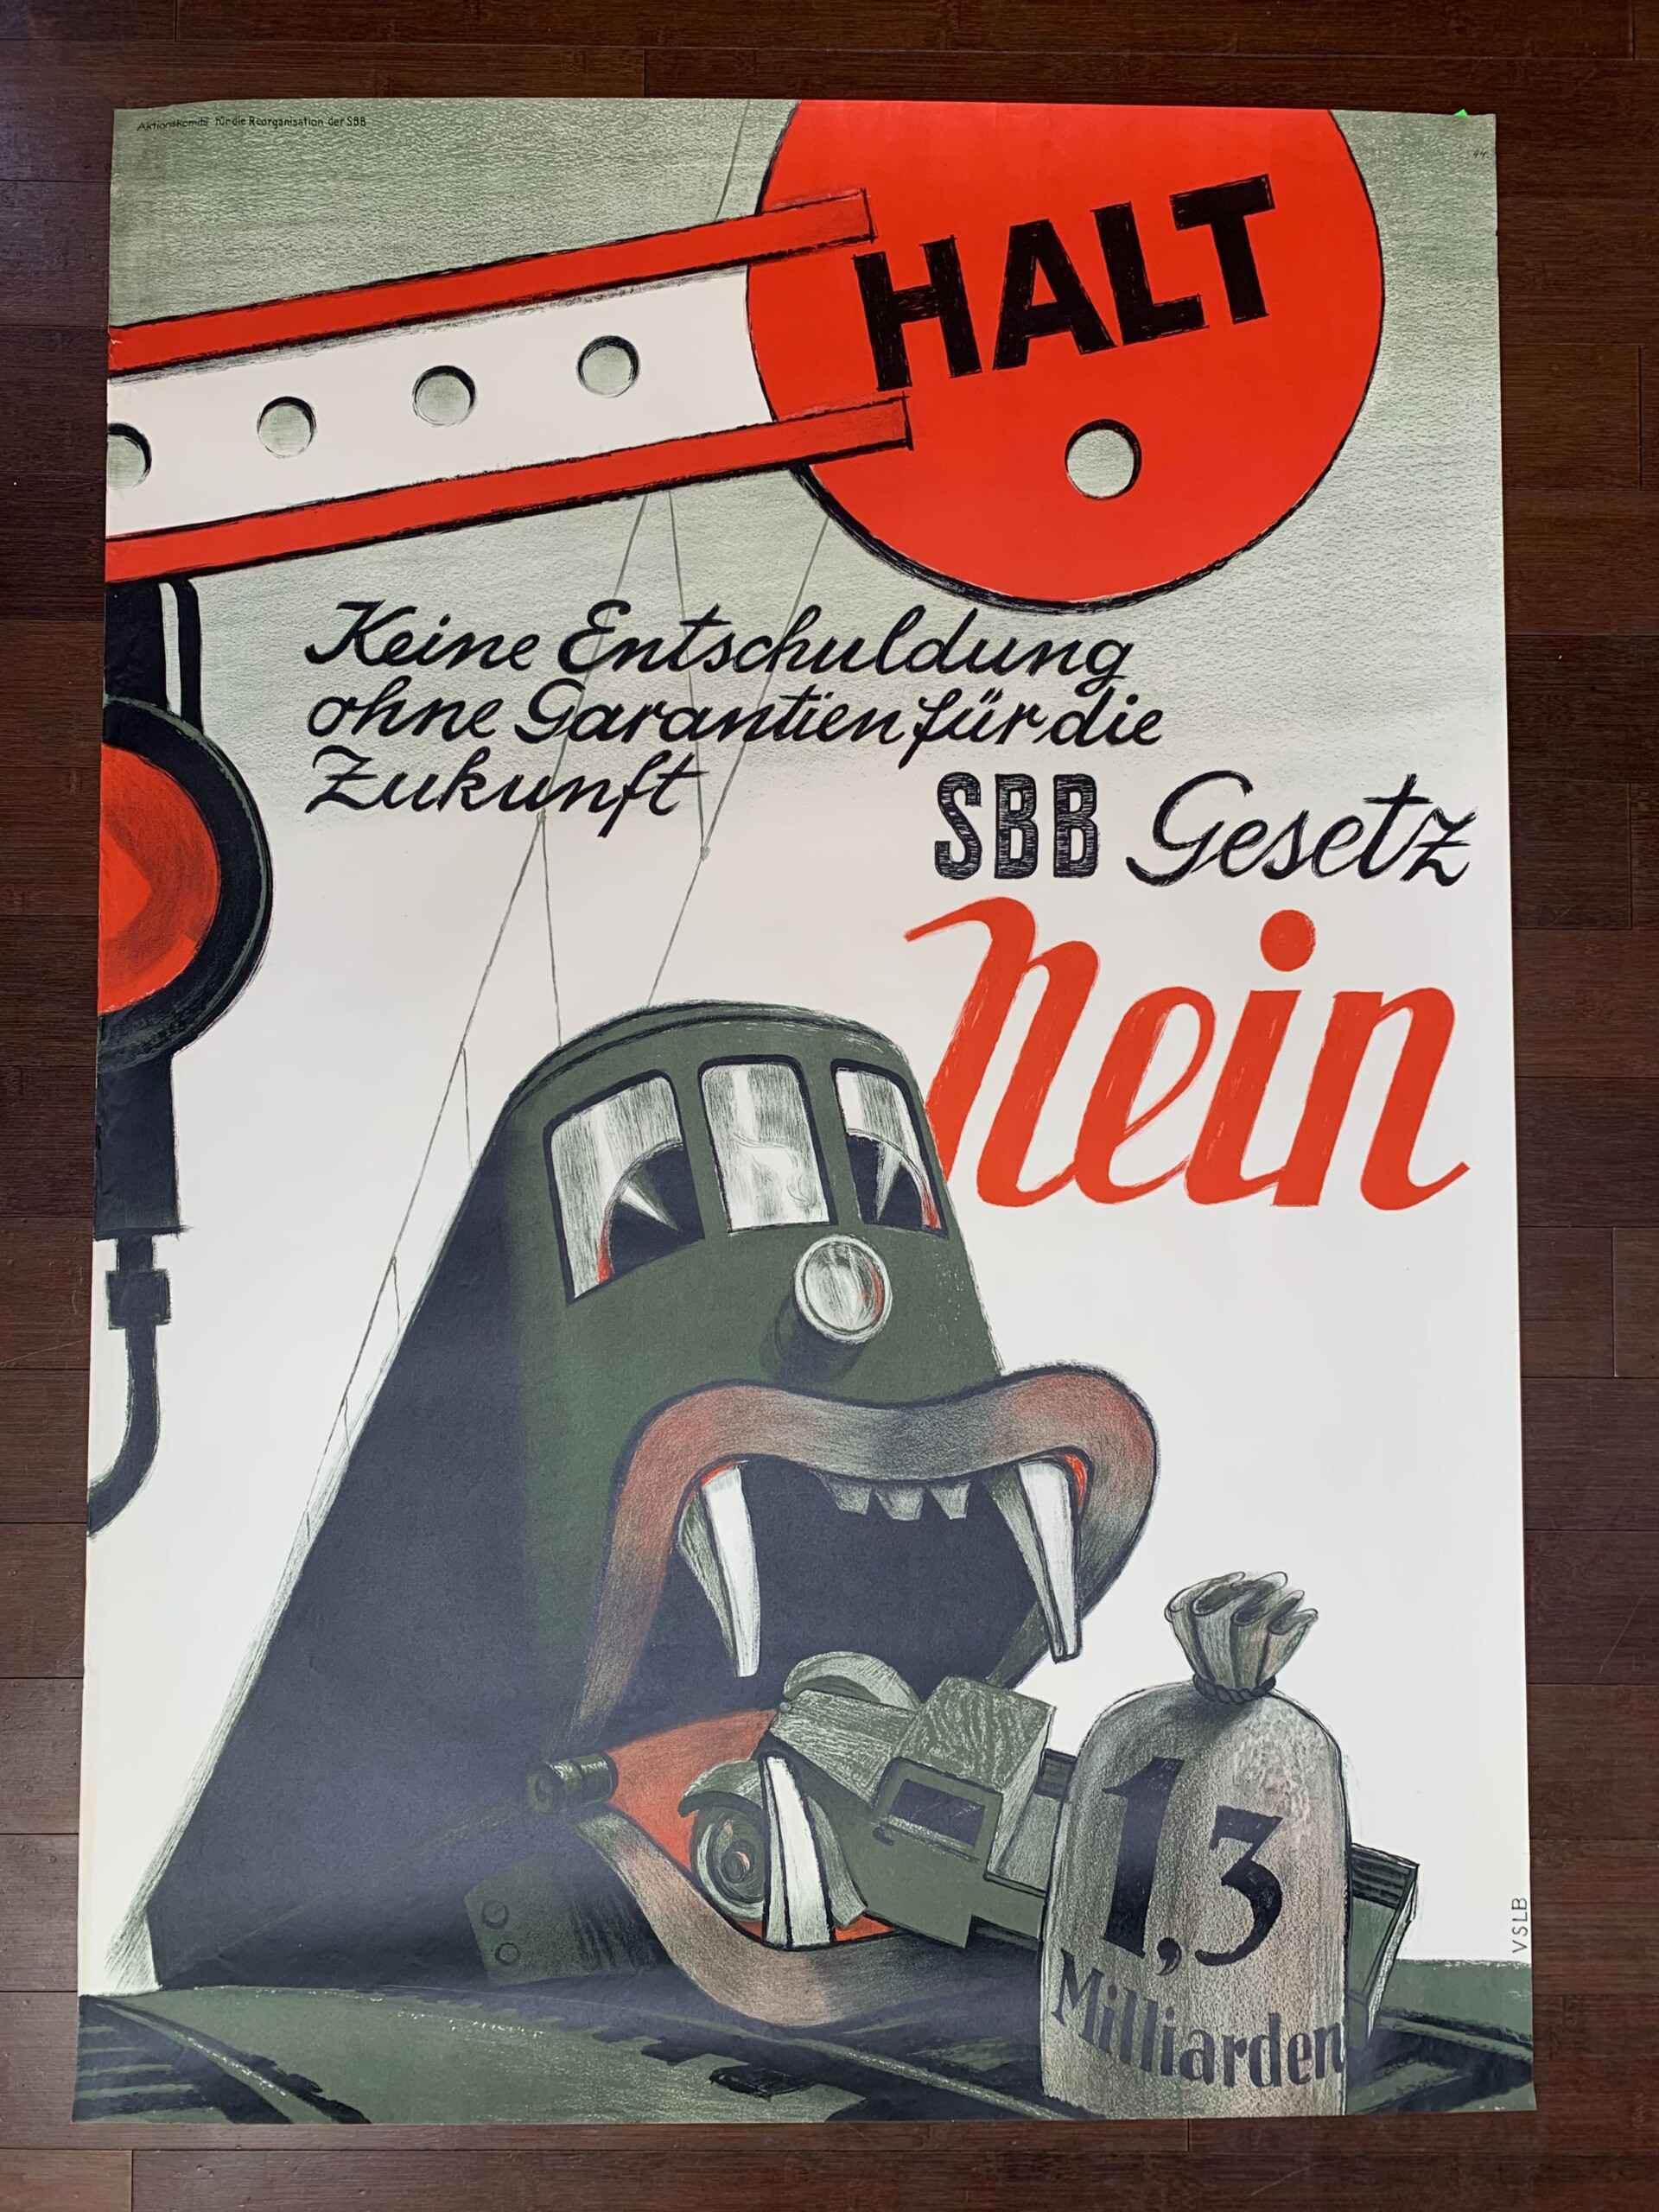 Aktionskomité für die Reorganisation der SBB
44
HALT
Keine Entschuldung
ohne Garantien für die
Zukunft
SBB Gesetz
Nein
1,3
Milliarden
VSLB